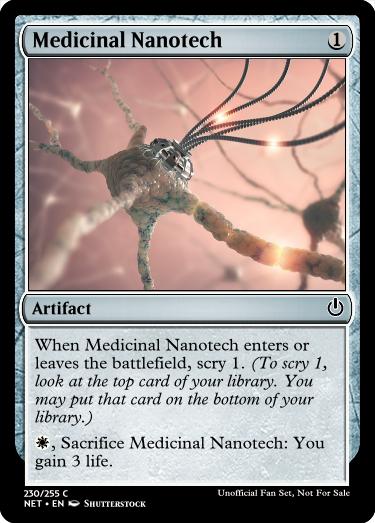 Medicinal Nanotech 1
Artifact
When Medicinal Nanotech enters or
leaves the battlefield, scry 1. (To scry 1,
look at the top card of your library. You
may put that card on the bottom of your
library.)
, Sacrifice Medicinal Nanotech: You
gain 3 life.
230/255 C
Unofficial Fan Set, Not For Sale
NET • EN SHUTTERSTOCK